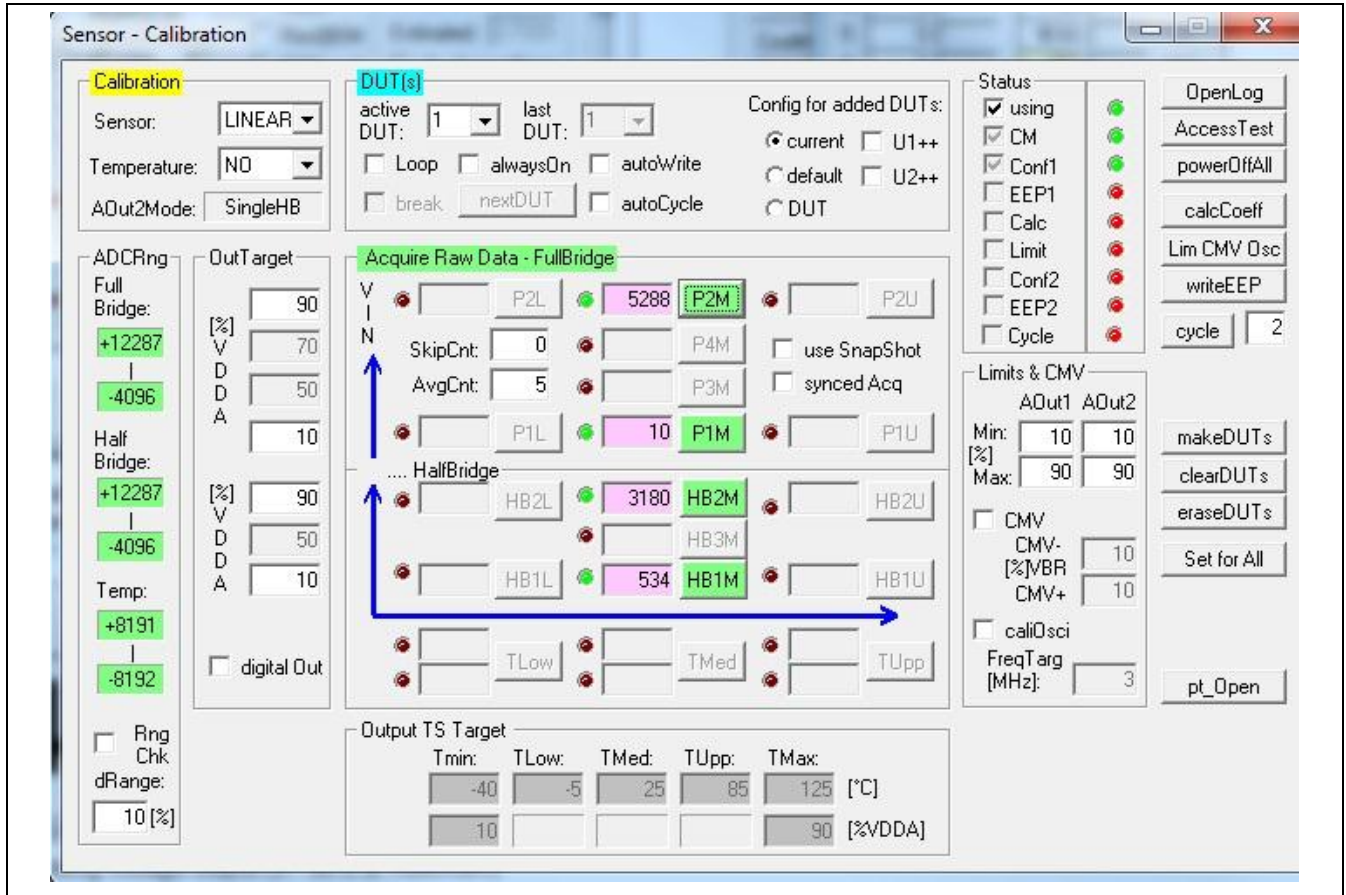 Sensor - Calibration
Calibration
Sensor: LINEAR
Temperature: NO
AOut2Mode: SingleHB
DUT(s)
active DUT: 1 last DUT: 1
Loop alwaysOn autoWrite
break nextDUT autoCycle
Config for added DUTs:
current U1++
default U2++
DUT
Status
using
CM
Conf1
EEP1
Calc
Limit
Conf2
EEP2
Cycle
OpenLog
AccessTest
powerOffAll
calcCoeff
Lim CMV Osc
writeEEP
cycle 2
ADCRng
Full
Bridge:
+12287
|
-4096
Half
Bridge:
+12287
|
-4096
Temp:
+8191
|
-8192
Rng
Chk
dRange:
10 [%]
OutTarget
[%] VDDA
90
70
50
10
[%] VDDA
90
50
10
digital Out
Acquire Raw Data - FullBridge
VIN
P2L 5288 P2M P2U
SkipCnt: 0 P4M use SnapShot
AvgCnt: 5 P3M synced Acq
P1L 10 P1M P1U
.... HalfBridge
HB2L 3180 HB2M HB2U
HB3M
HB1L 534 HB1M HB1U
TLow TMed TUpp
Limits & CMV
AOut1 AOut2
Min: 10 10
[%]
Max: 90 90
CMV
CMV- 10
[%]VBR
CMV+ 10
caliOsci
FreqTarg
[MHz]: 3
makeDUTs
clearDUTs
eraseDUTs
Set for All
pt_Open
Output TS Target
Tmin: TLow: TMed: TUpp: TMax:
-40 -5 25 85 125 [°C]
10 90 [%VDDA]